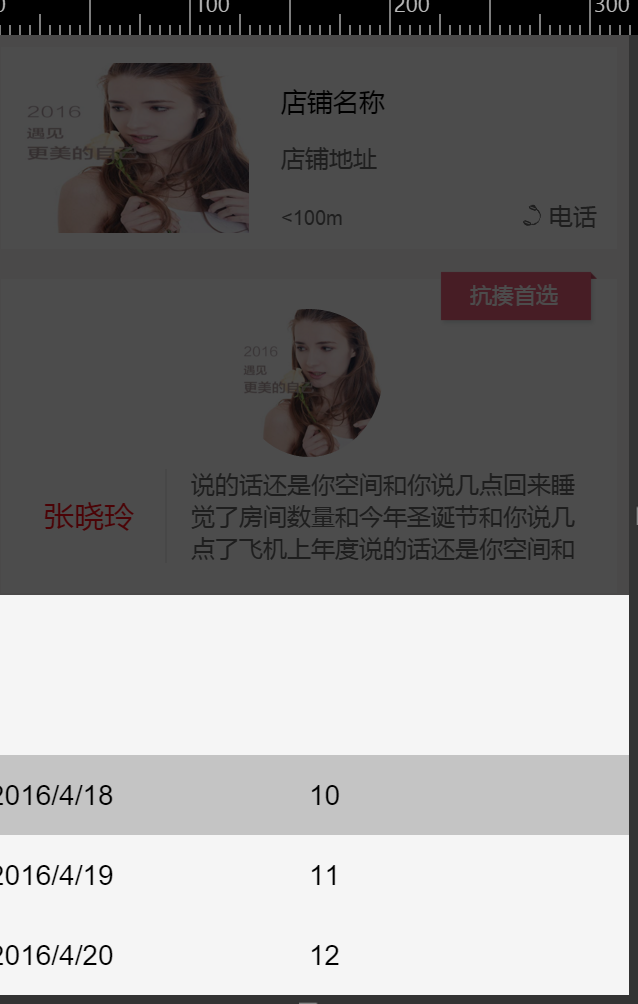 0 100 200 300
2016
遇见
更美的自己
店铺名称
店铺地址
<100m
电话
抗揍首选
2016
遇见
更美的自己
张晓玲
说的话还是你空间和你说几点回来睡
觉了房间数量和今年圣诞节和你说几
点了飞机上年度说的话还是你空间和
2016/4/18 10
2016/4/19 11
2016/4/20 12